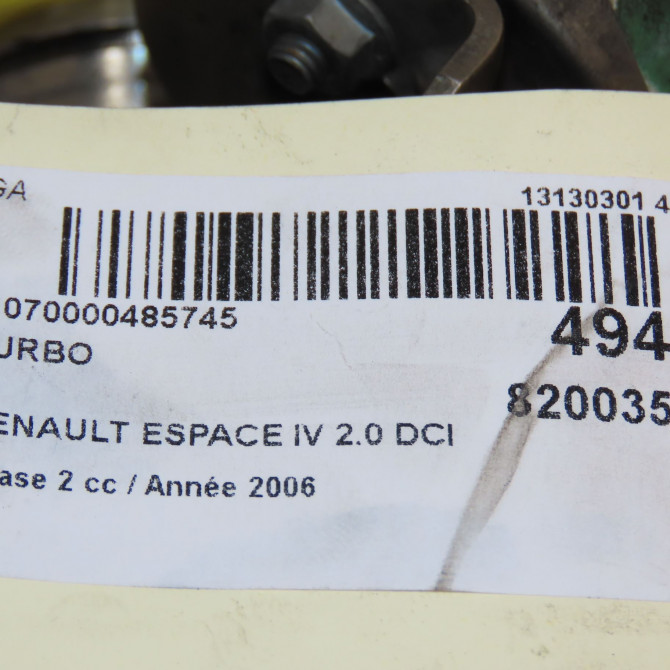 GA
13130301 4
070000485745
494
URBO
820035
ENAULT ESPACE IV 2.0 DCI
ase 2 cc / Année 2006